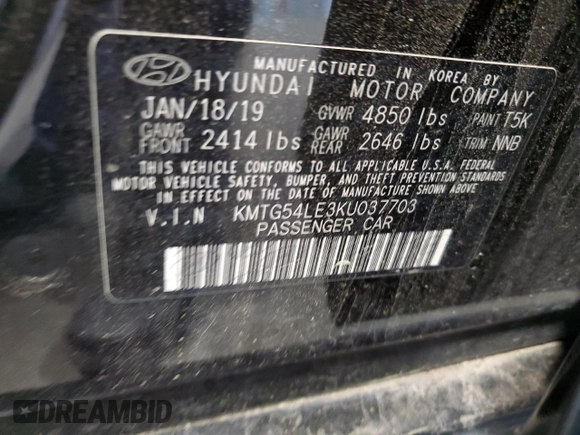 MANUFACTURED IN KOREA BY
HYUNDAI MOTOR COMPANY
JAN/18/19 GVWR 4850 lbs PAINT T5K
GAWR FRONT 2414 lbs GAWR REAR 2646 lbs TRIM NNB
THIS VEHICLE CONFORMS TO ALL APPLICABLE U.S.A. FEDERAL
MOTOR VEHICLE SAFETY, BUMPER, AND THEFT PREVENTION STANDARDS
IN EFFECT ON THE DATE OF MANUFACTURE SHOWN ABOVE.
V.I.N KMTG54LE3KU037703
PASSENGER CAR
DREAMBID